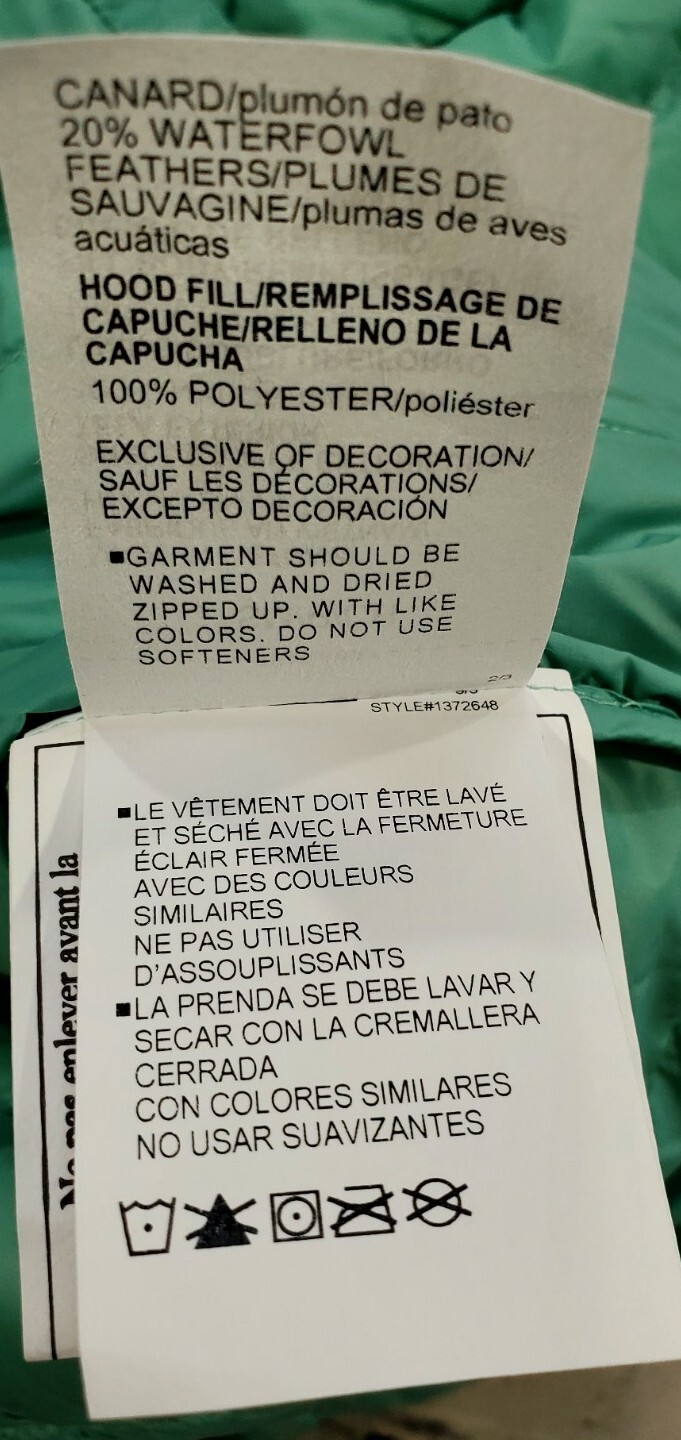 CANARD/plumón de pato
20% WATERFOWL
FEATHERS/PLUMES DE
SAUVAGINE/plumas de aves
acuáticas
HOOD FILL/REMPLISSAGE DE
CAPUCHE/RELLENO DE LA
CAPUCHA
100% POLYESTER/poliéster
EXCLUSIVE OF DECORATION/
SAUF LES DÉCORATIONS/
EXCEPTO DECORACIÓN
▪GARMENT SHOULD BE
WASHED AND DRIED
ZIPPED UP. WITH LIKE
COLORS. DO NOT USE
SOFTENERS
2/3
STYLE#1372648
▪LE VÊTEMENT DOIT ÊTRE LAVÉ
ET SÉCHÉ AVEC LA FERMETURE
ÉCLAIR FERMÉE
AVEC DES COULEURS
SIMILAIRES
NE PAS UTILISER
D'ASSOUPLISSANTS
▪LA PRENDA SE DEBE LAVAR Y
SECAR CON LA CREMALLERA
CERRADA
CON COLORES SIMILARES
NO USAR SUAVIZANTES
Ne pas enlever avant la